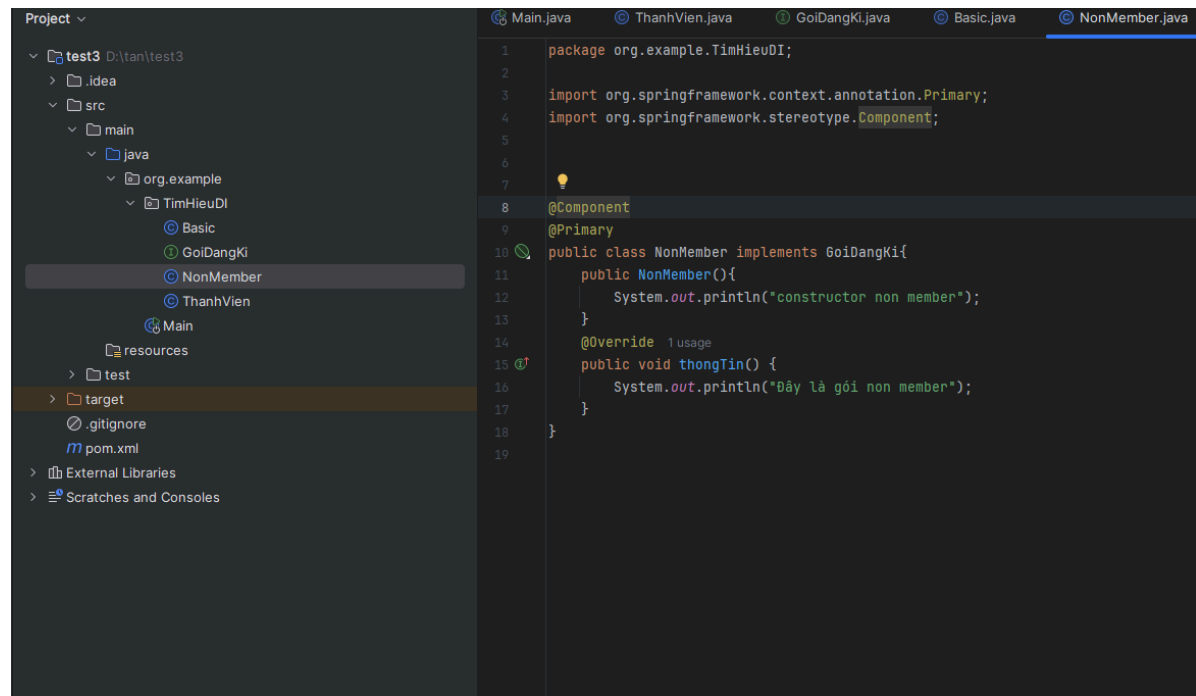 Project
test3 D:\tan\test3
.idea
src
main
java
org.example
TimHieuDI
Basic
GoiDangKi
NonMember
ThanhVien
Main
resources
test
target
.gitignore
pom.xml
External Libraries
Scratches and Consoles
Main.java ThanhVien.java GoiDangKi.java Basic.java NonMember.java
1 package org.example.TimHieuDI;
2
3 import org.springframework.context.annotation.Primary;
4 import org.springframework.stereotype.Component;
5
6
7
8 @Component
9 @Primary
10 public class NonMember implements GoiDangKi{
11 public NonMember(){
12 System.out.println("constructor non member");
13 }
14 @Override 1 usage
15 public void thongTin() {
16 System.out.println("Đây là gói non member");
17 }
18 }
19